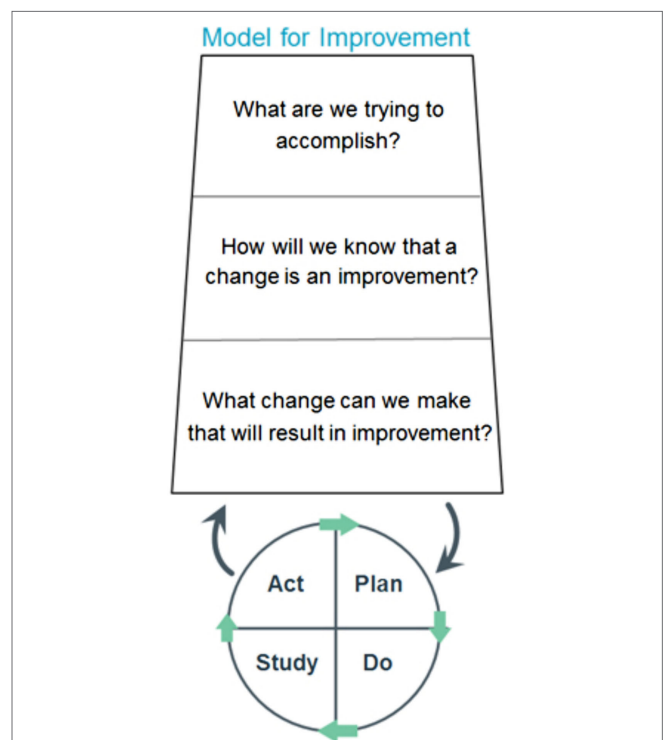 Model for Improvement
What are we trying to
accomplish?
How will we know that a
change is an improvement?
What change can we make
that will result in improvement?
Act
Plan
Study
Do